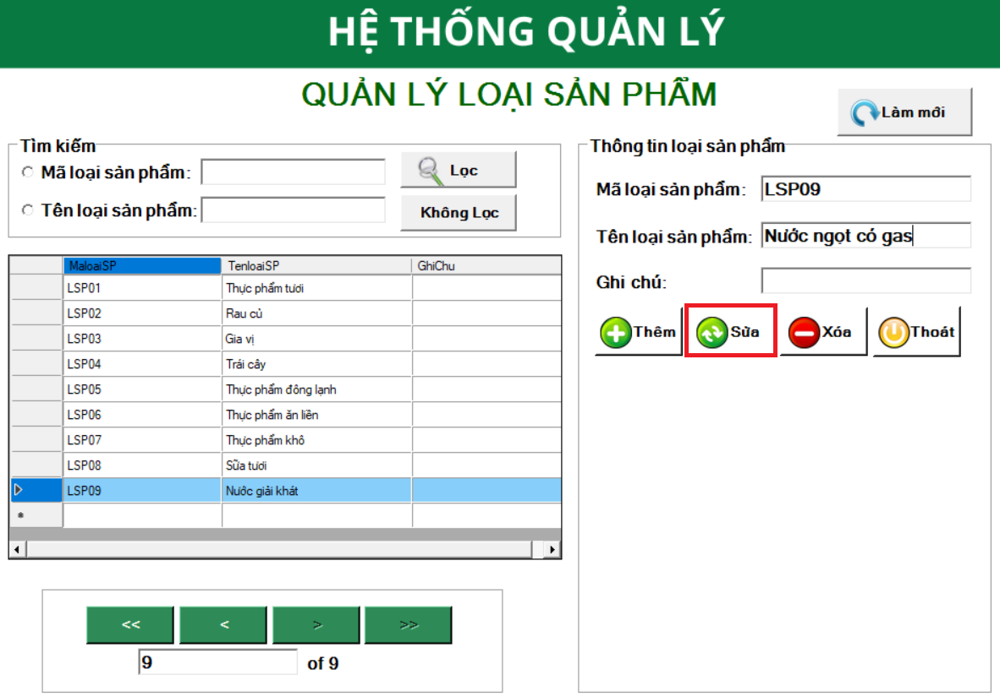 HỆ THỐNG QUẢN LÝ
QUẢN LÝ LOẠI SẢN PHẨM
Làm mới
Tìm kiếm
Mã loại sản phẩm:
Lọc
Tên loại sản phẩm:
Không Lọc
MaloaiSP TenloaiSP GhiChu
LSP01 Thực phẩm tươi
LSP02 Rau củ
LSP03 Gia vị
LSP04 Trái cây
LSP05 Thực phẩm đông lạnh
LSP06 Thực phẩm ăn liền
LSP07 Thực phẩm khô
LSP08 Sữa tươi
LSP09 Nước giải khát
*
<< < > >>
9 of 9
Thông tin loại sản phẩm
Mã loại sản phẩm: LSP09
Tên loại sản phẩm: Nước ngọt có gas
Ghi chú:
Thêm Sửa Xóa Thoát